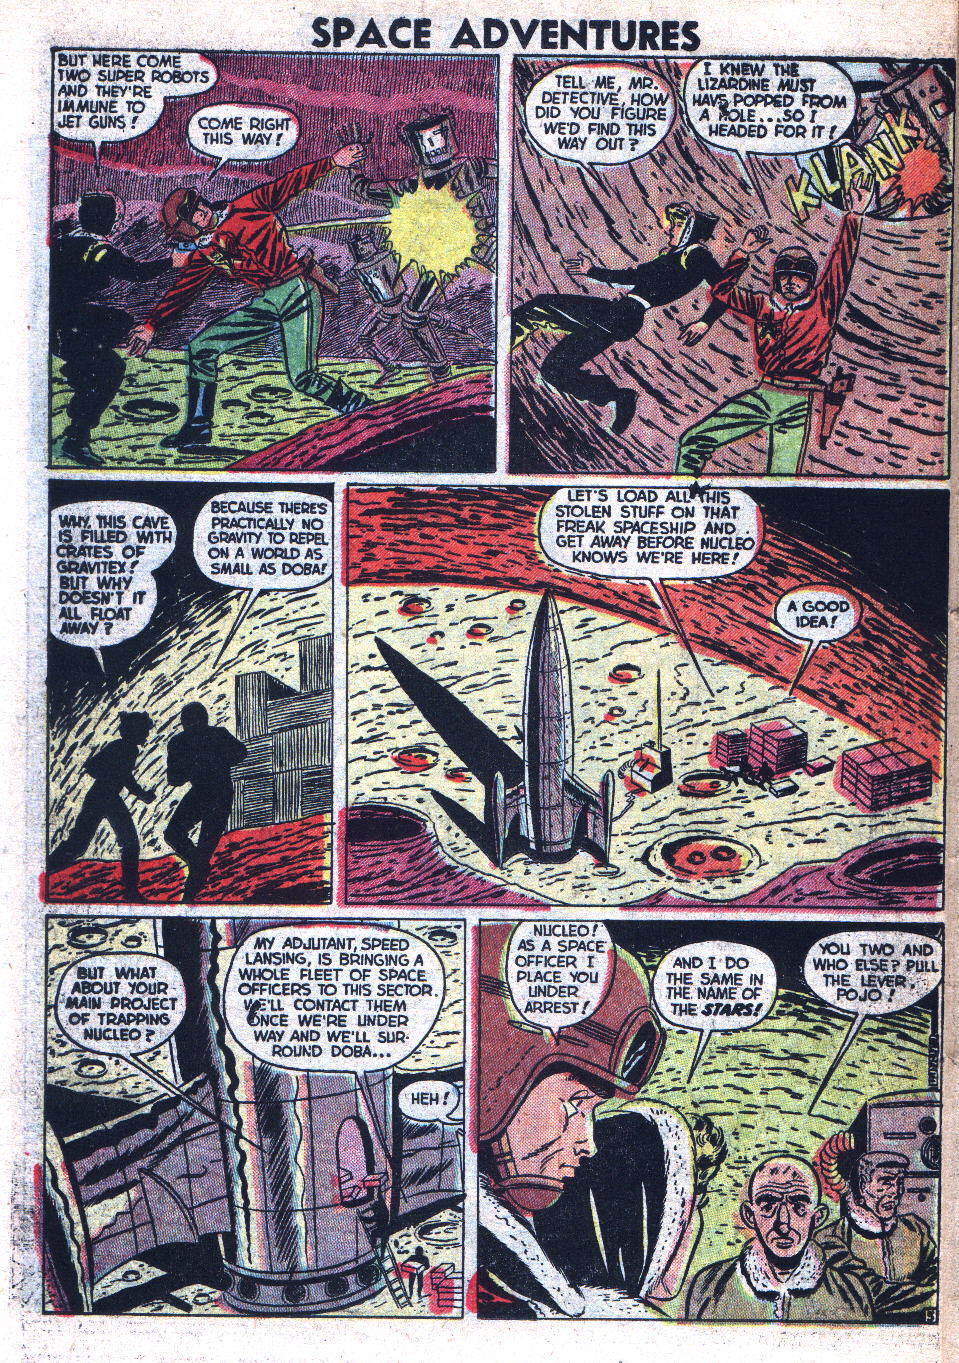 SPACE ADVENTURES
BUT HERE COME
TWO SUPER ROBOTS
AND THEY'RE
IMMUNE TO
JET GUNS!
COME RIGHT
THIS WAY!
TELL ME, MR.
DETECTIVE, HOW
DID YOU FIGURE
WE'D FIND THIS
WAY OUT?
I KNEW THE
LIZARDINE MUST
HAVE POPPED FROM
A HOLE...SO I
HEADED FOR IT!
KLANK
WHY, THIS CAVE
IS FILLED WITH
CRATES OF
GRAVITEX!
BUT WHY
DOESN'T IT
ALL FLOAT
AWAY?
BECAUSE THERE'S
PRACTICALLY NO
GRAVITY TO REPEL
ON A WORLD AS
SMALL AS DOBA!
LET'S LOAD ALL THIS
STOLEN STUFF ON THAT
FREAK SPACESHIP AND
GET AWAY BEFORE NUCLEO
KNOWS WE'RE HERE!
A GOOD
IDEA!
BUT WHAT
ABOUT YOUR
MAIN PROJECT
OF TRAPPING
NUCLEO?
MY ADJUTANT, SPEED
LANSING, IS BRINGING A
WHOLE FLEET OF SPACE
OFFICERS TO THIS SECTOR.
WE'LL CONTACT THEM
ONCE WE'RE UNDER
WAY AND WE'LL SUR-
ROUND DOBA...
HEH!
NUCLEO!
AS A SPACE
OFFICER I
PLACE YOU
UNDER
ARREST!
AND I DO
THE SAME IN
THE NAME OF
THE STARS!
YOU TWO AND
WHO ELSE? PULL
THE LEVER,
POJO!
5